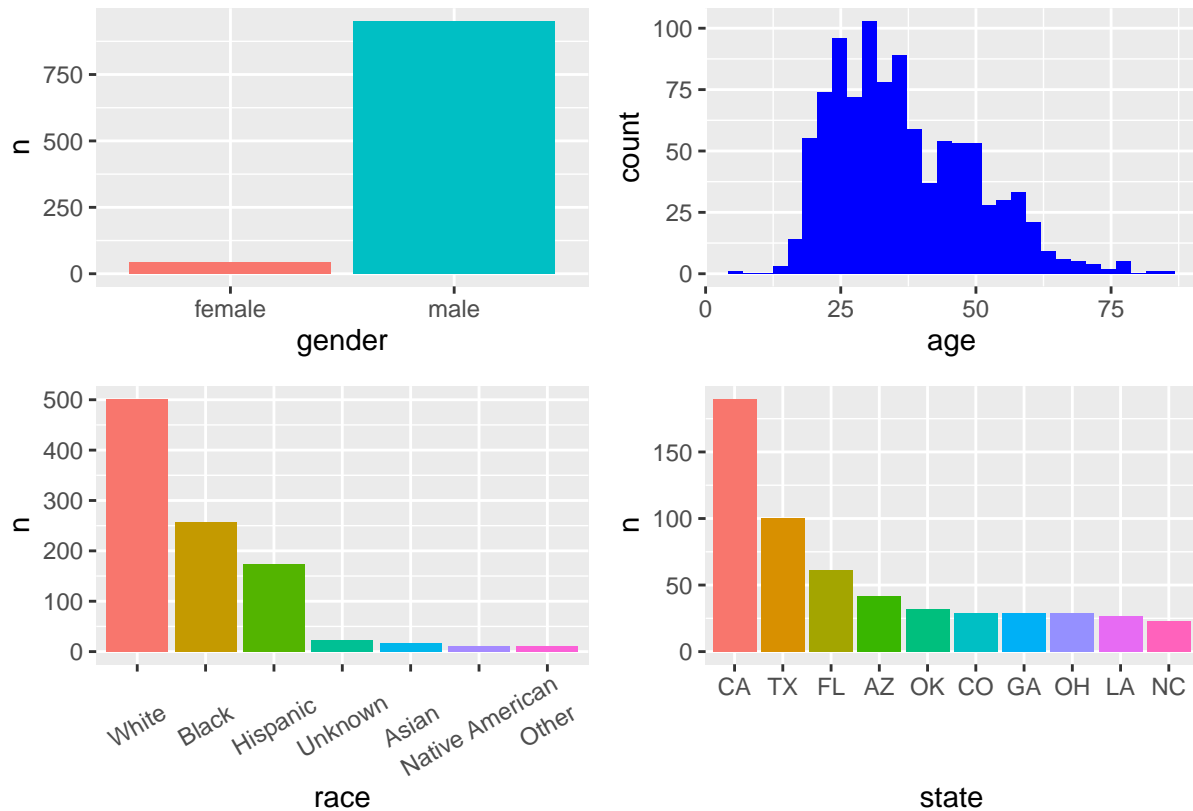 n
750
500
250
0
female male
gender
count
100
75
50
25
0
0 25 50 75
age
n
500
400
300
200
100
0
White Black Hispanic Unknown Asian Native American Other
race
n
150
100
50
0
CA TX FL AZ OK CO GA OH LA NC
state